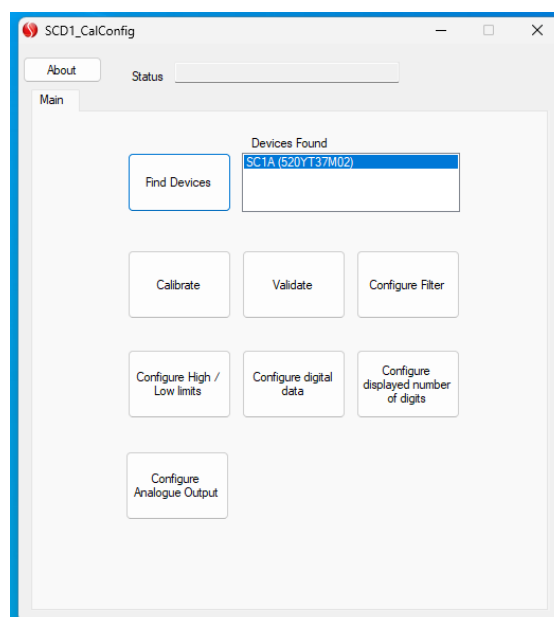 SCD1_CalConfig
About
Status
Main
Devices Found
SC1A (520YT37M02)
Find Devices
Calibrate
Validate
Configure Filter
Configure High /
Low limits
Configure digital
data
Configure
displayed number
of digits
Configure
Analogue Output